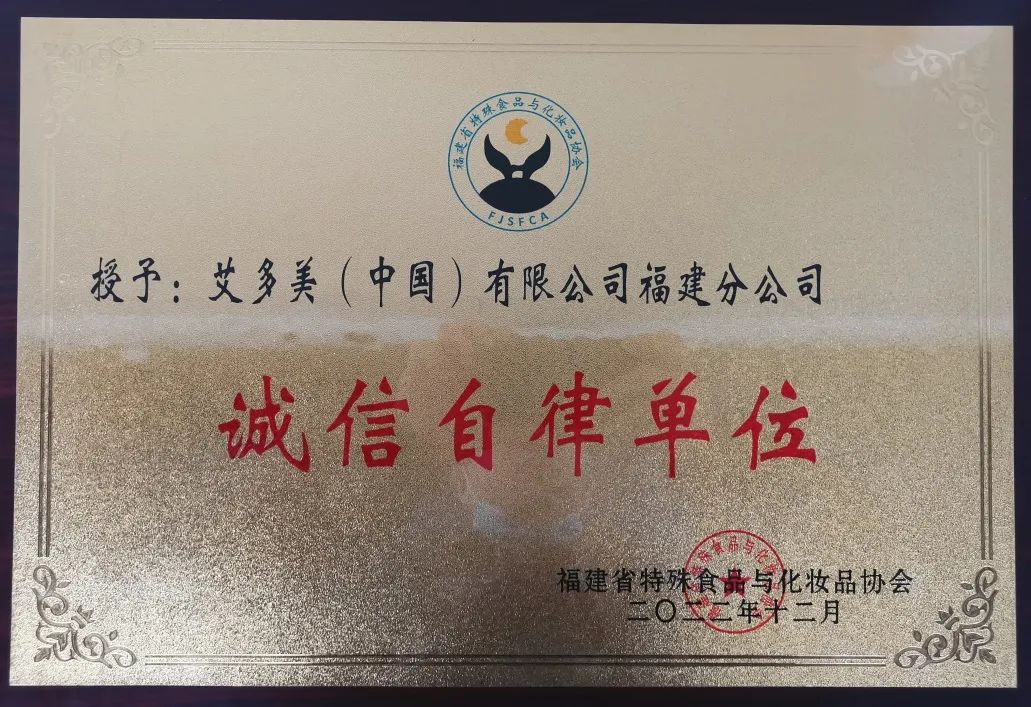 福建省特殊食品与化妆品协会
FJSFCA
授予：艾多美（中国）有限公司福建分公司
诚信自律单位
福建省特殊食品与化妆品协会
二〇二二年十二月